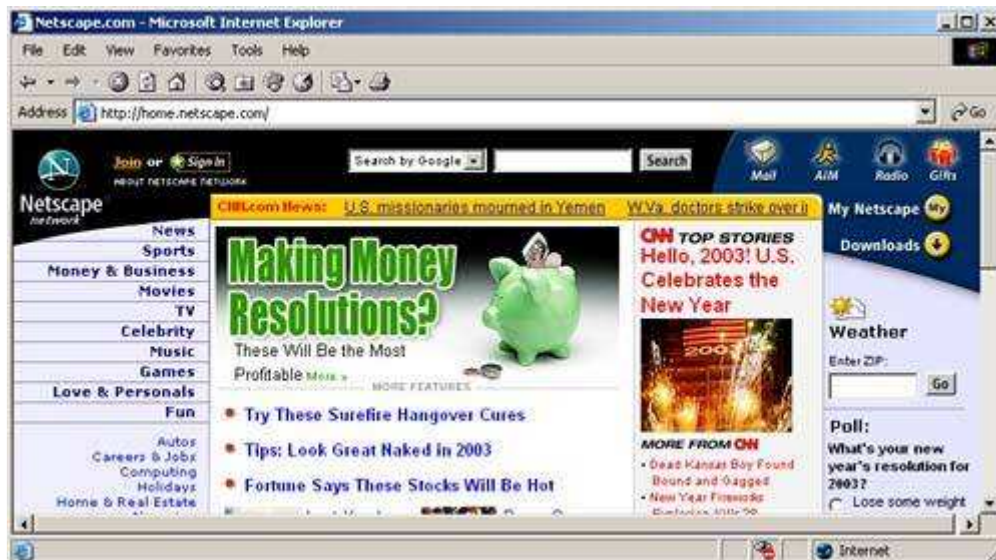 Netscape.com - Microsoft Internet Explorer
File Edit View Favorites Tools Help
Address http://home.netscape.com/ Go
Join or Sign In
ABOUT NETSCAPE NETWORK
Search by Google Search
Mail AIM Radio Gifts
Netscape
network
CNN.com News: U.S. missionaries mourned in Yemen W.Va. doctors strike over i
My Netscape My
Downloads
News
Sports
Money & Business
Movies
TV
Celebrity
Music
Games
Love & Personals
Fun
Autos
Careers & Jobs
Computing
Holidays
Home & Real Estate
Making Money
Resolutions?
These Will Be the Most
Profitable More »
MORE FEATURES
Try These Surefire Hangover Cures
Tips: Look Great Naked in 2003
Fortune Says These Stocks Will Be Hot
CNN TOP STORIES
Hello, 2003! U.S.
Celebrates the
New Year
2003
MORE FROM CNN
Dead Kansas Boy Found
Bound and Gagged
New Year Fireworks
Weather
Enter ZIP:
Go
Poll:
What's your new
year's resolution for
2003?
Lose some weight
Internet